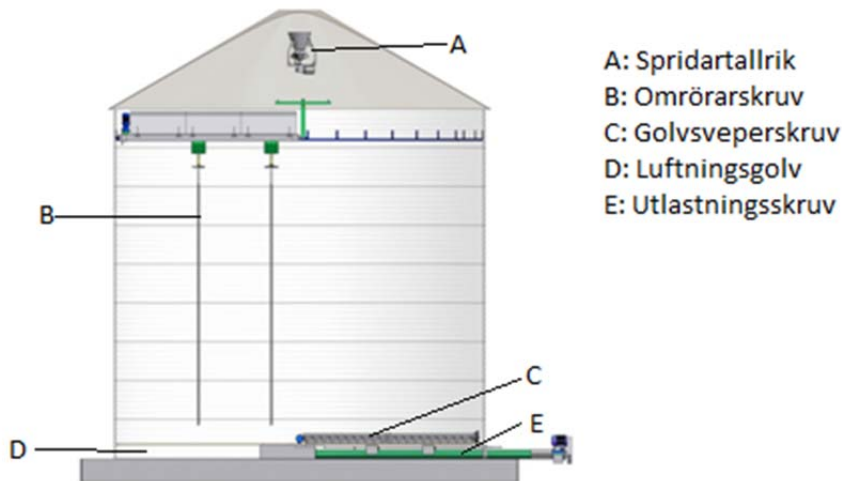 A
A: Spridartallrik
B: Omrörarskruv
C: Golvsveperskruv
D: Luftningsgolv
E: Utlastningsskruv
B
C
E
D